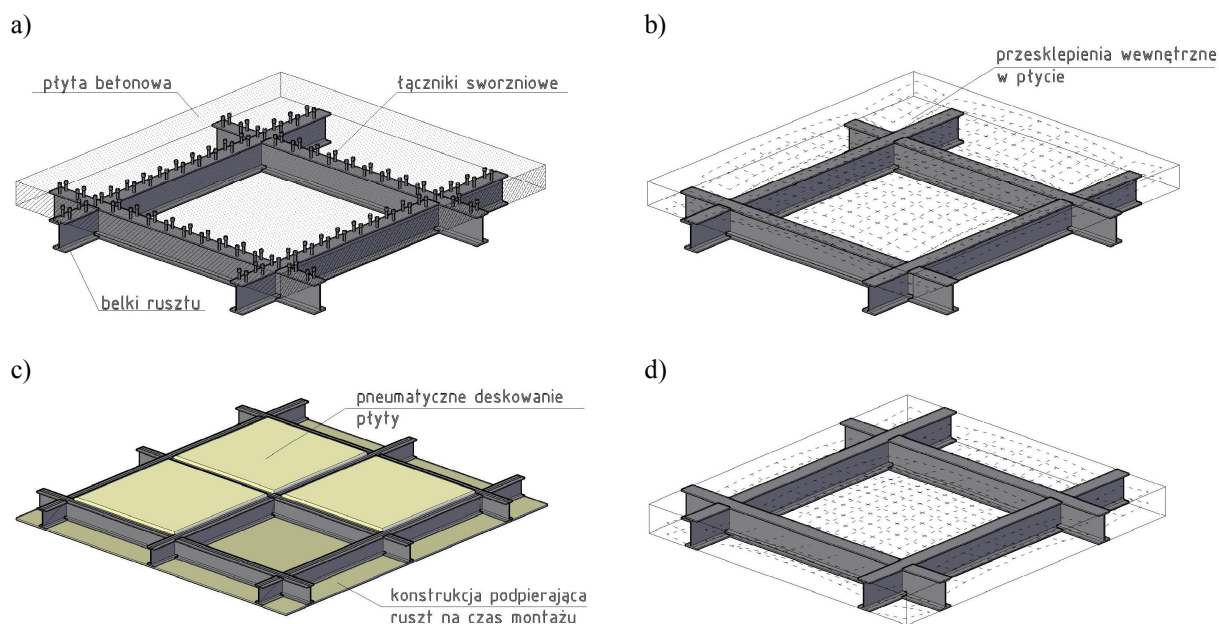 a)
b)
płyta betonowa
łączniki sworzniowe
przesklepienia wewnętrzne
w płycie
belki rusztu
c)
d)
pneumatyczne deskowanie
płyty
konstrukcja podpierająca
ruszt na czas montażu